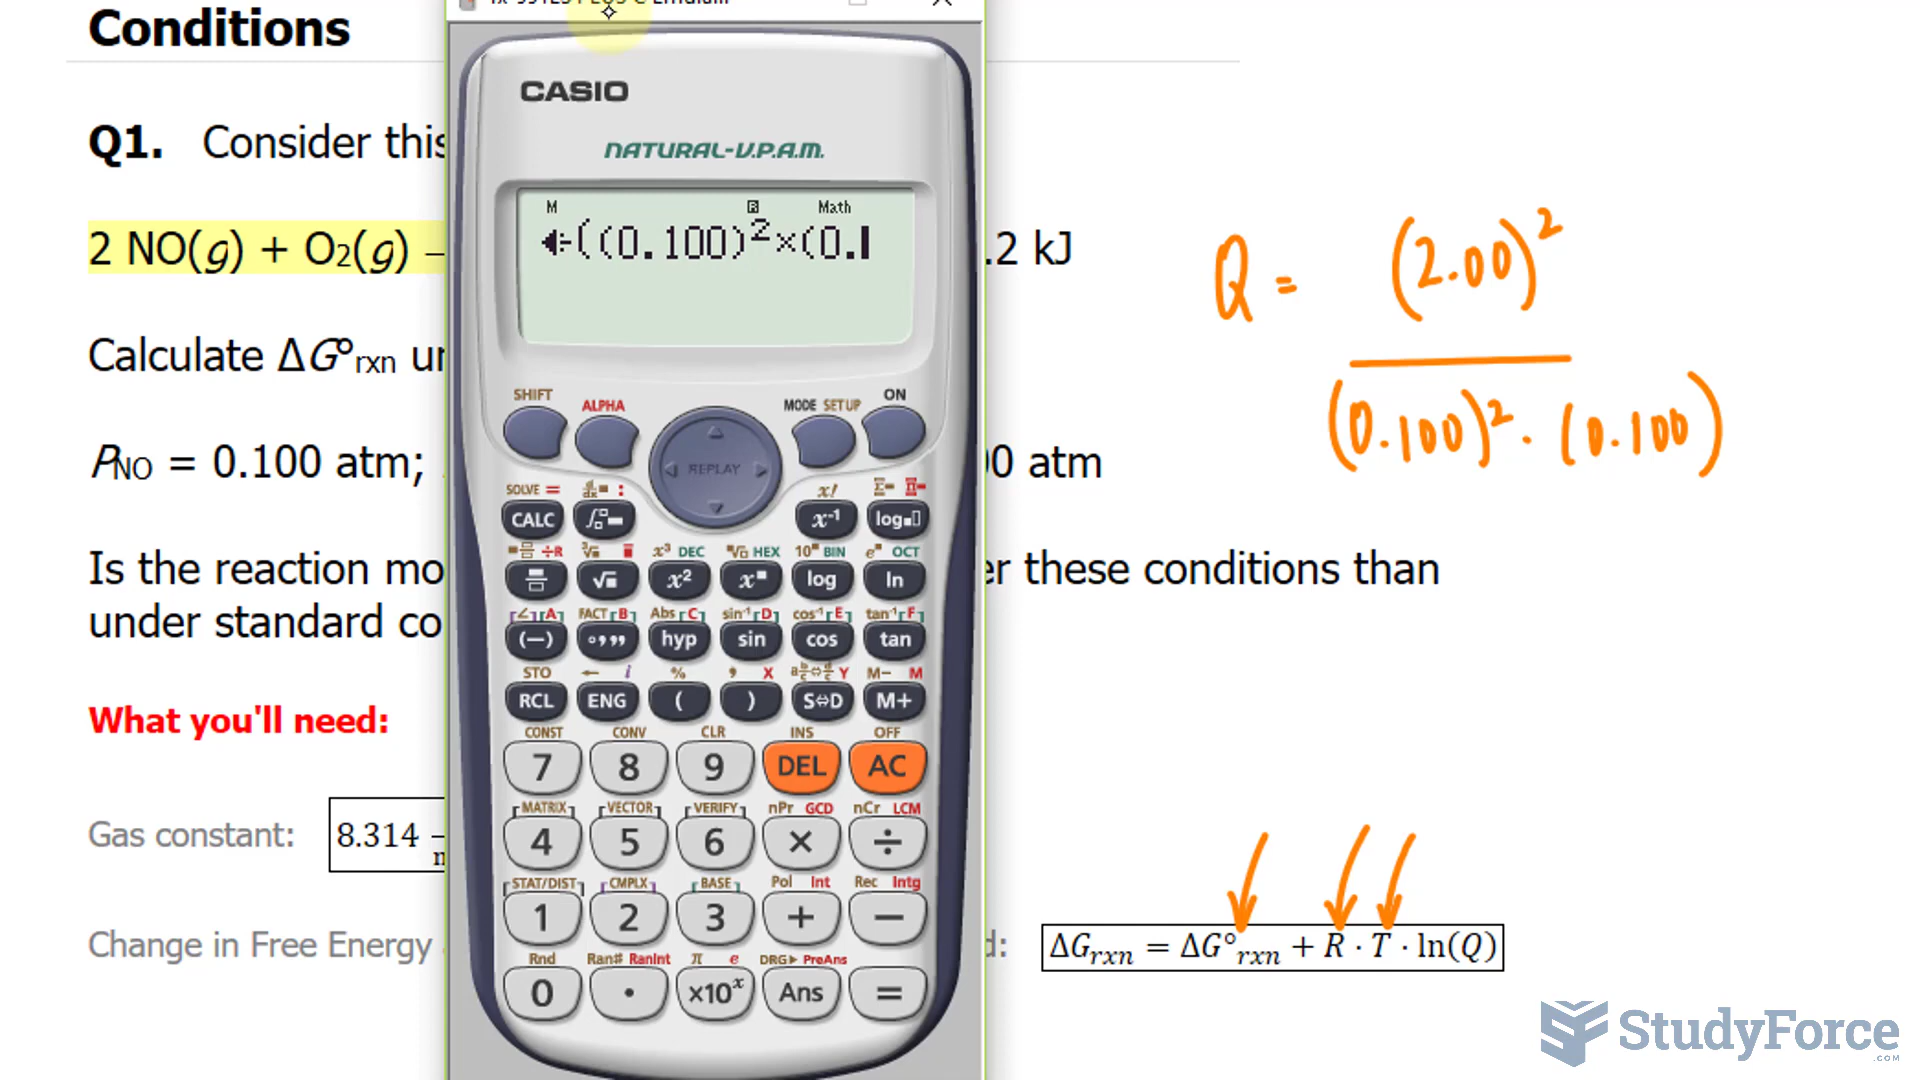 Conditions
Q1. Consider this
2 NO(g) + O2(g) –
.2 kJ
Calculate ΔG°rxn
PNO = 0.100 atm;
00 atm
Is the reaction mo
er these conditions than
under standard co
What you'll need:
Gas constant: 8.314
Change in Free Energy
d:
ΔGrxn = ΔG°rxn + R · T · ln(Q)
CASIO
NATURAL-V.P.A.M.
M R Math
÷((0.100)²×(0.
SHIFT ALPHA MODE SETUP ON
REPLAY
SOLVE = d/dx = : x! Σ Π
CALC ∫ x⁻¹ log
÷R x³ DEC √ HEX 10 BIN e OCT
√ x² x log ln
∠ A FACT B Abs C sin⁻¹ D cos⁻¹ E tan⁻¹ F
(−) °,,, hyp sin cos tan
STO ← i % , X a b/c⇔d/c Y M− M
RCL ENG ( ) S⇔D M+
CONST CONV CLR INS OFF
7 8 9 DEL AC
MATRIX VECTOR VERIFY nPr GCD nCr LCM
4 5 6 × ÷
STAT/DIST CMPLX BASE Pol Int Rec Intg
1 2 3 + −
Rnd Ran# RanInt π e DRG▶ PreAns
0 · ×10ˣ Ans =
Q = (2.00)²
(0.100)² · (0.100)
StudyForce
.COM